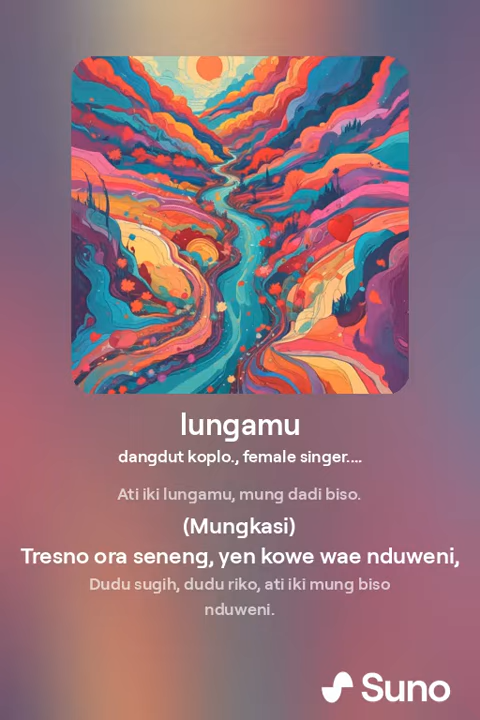 lungamu
dangdut koplo., female singer....
Ati iki lungamu, mung dadi biso.
(Mungkasi)
Tresno ora seneng, yen kowe wae nduweni,
Dudu sugih, dudu riko, ati iki mung biso
nduweni.
Suno